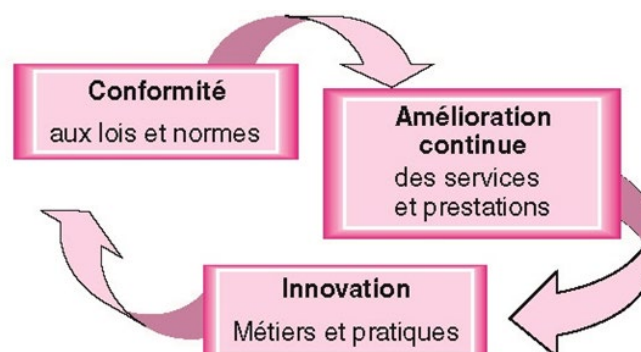 Conformité
aux lois et normes
Amélioration
continue
des services
et prestations
Innovation
Métiers et pratiques